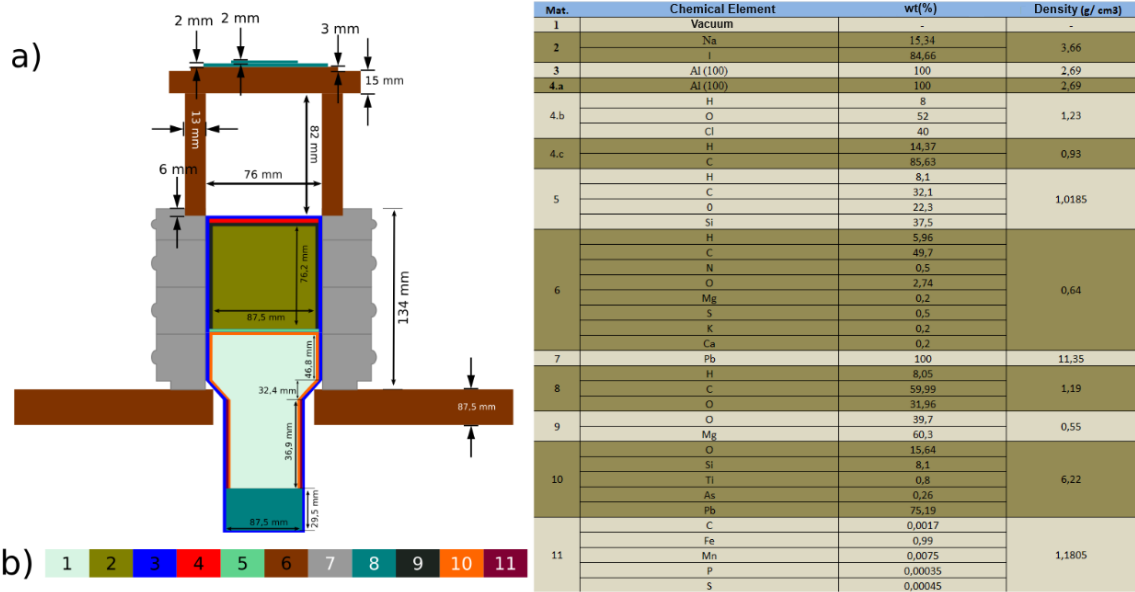 a)
2 mm
2 mm
3 mm
15 mm
13 mm
82 mm
6 mm
76 mm
76,2 mm
87,5 mm
134 mm
46,8 mm
32,4 mm
87,5 mm
36,9 mm
29,5 mm
87,5 mm
b) 1 2 3 4 5 6 7 8 9 10 11
Mat. Chemical Element wt(%) Density (g/ cm3)
1 Vacuum - -
2 Na 15,34 3,66
I 84,66
3 Al (100) 100 2,69
4.a Al (100) 100 2,69
4.b H 8 1,23
O 52
Cl 40
4.c H 14,37 0,93
C 85,63
5 H 8,1 1,0185
C 32,1
0 22,3
Si 37,5
6 H 5,96 0,64
C 49,7
N 0,5
O 2,74
Mg 0,2
S 0,5
K 0,2
Ca 0,2
7 Pb 100 11,35
8 H 8,05 1,19
C 59,99
O 31,96
9 O 39,7 0,55
Mg 60,3
10 O 15,64 6,22
Si 8,1
Ti 0,8
As 0,26
Pb 75,19
11 C 0,0017 1,1805
Fe 0,99
Mn 0,0075
P 0,00035
S 0,00045